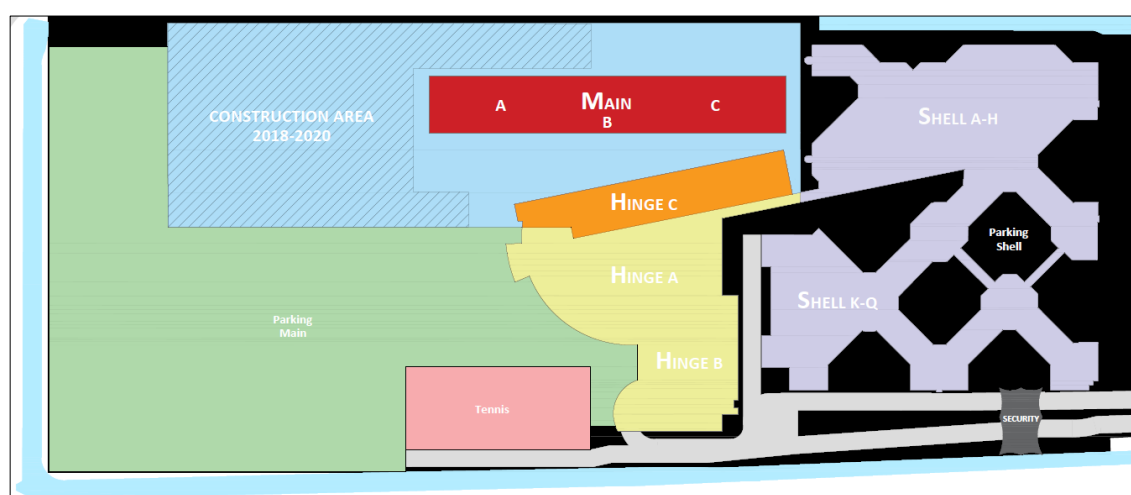 CONSTRUCTION AREA
2018-2020
A
MAIN
B
C
SHELL A-H
HINGE C
Parking
Shell
HINGE A
SHELL K-Q
Parking
Main
HINGE B
Tennis
SECURITY